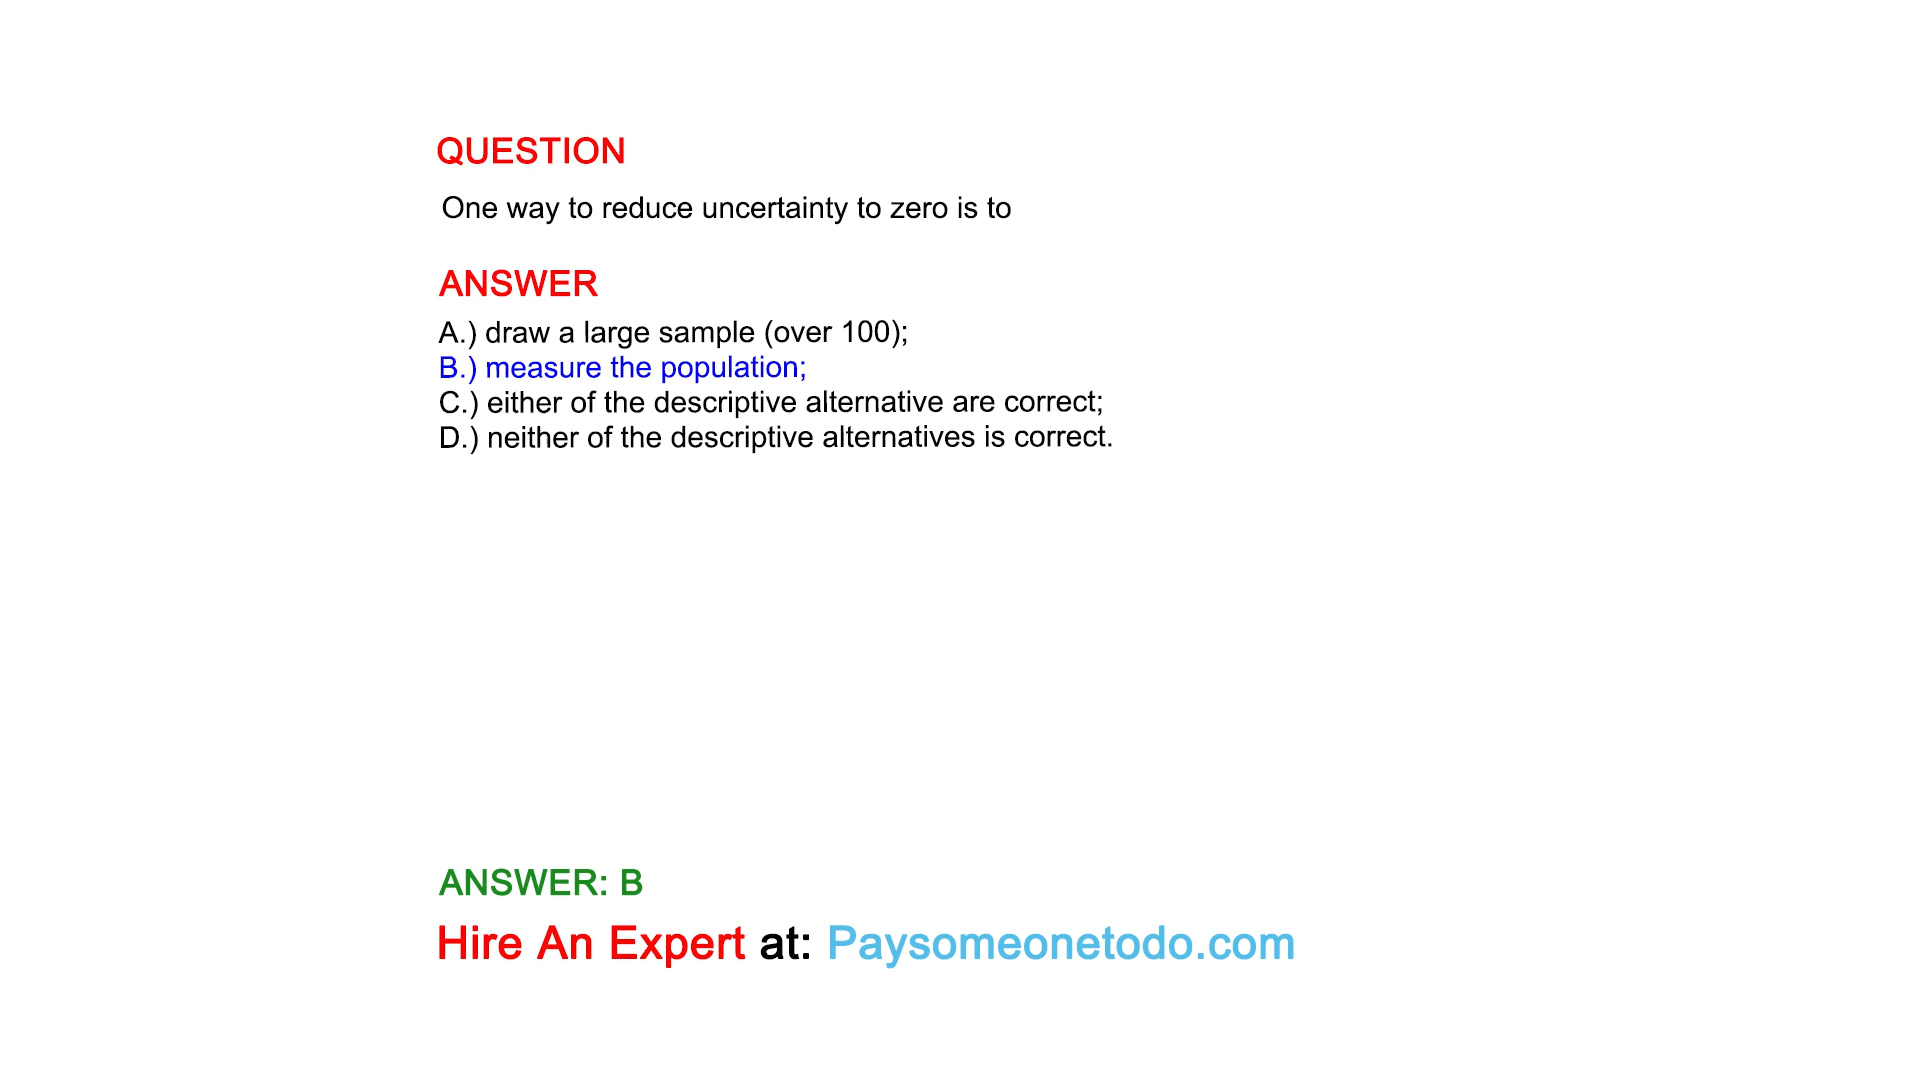 QUESTION
One way to reduce uncertainty to zero is to
ANSWER
A.) draw a large sample (over 100);
B.) measure the population;
C.) either of the descriptive alternative are correct;
D.) neither of the descriptive alternatives is correct.
ANSWER: B
Hire An Expert at: Paysomeonetodo.com